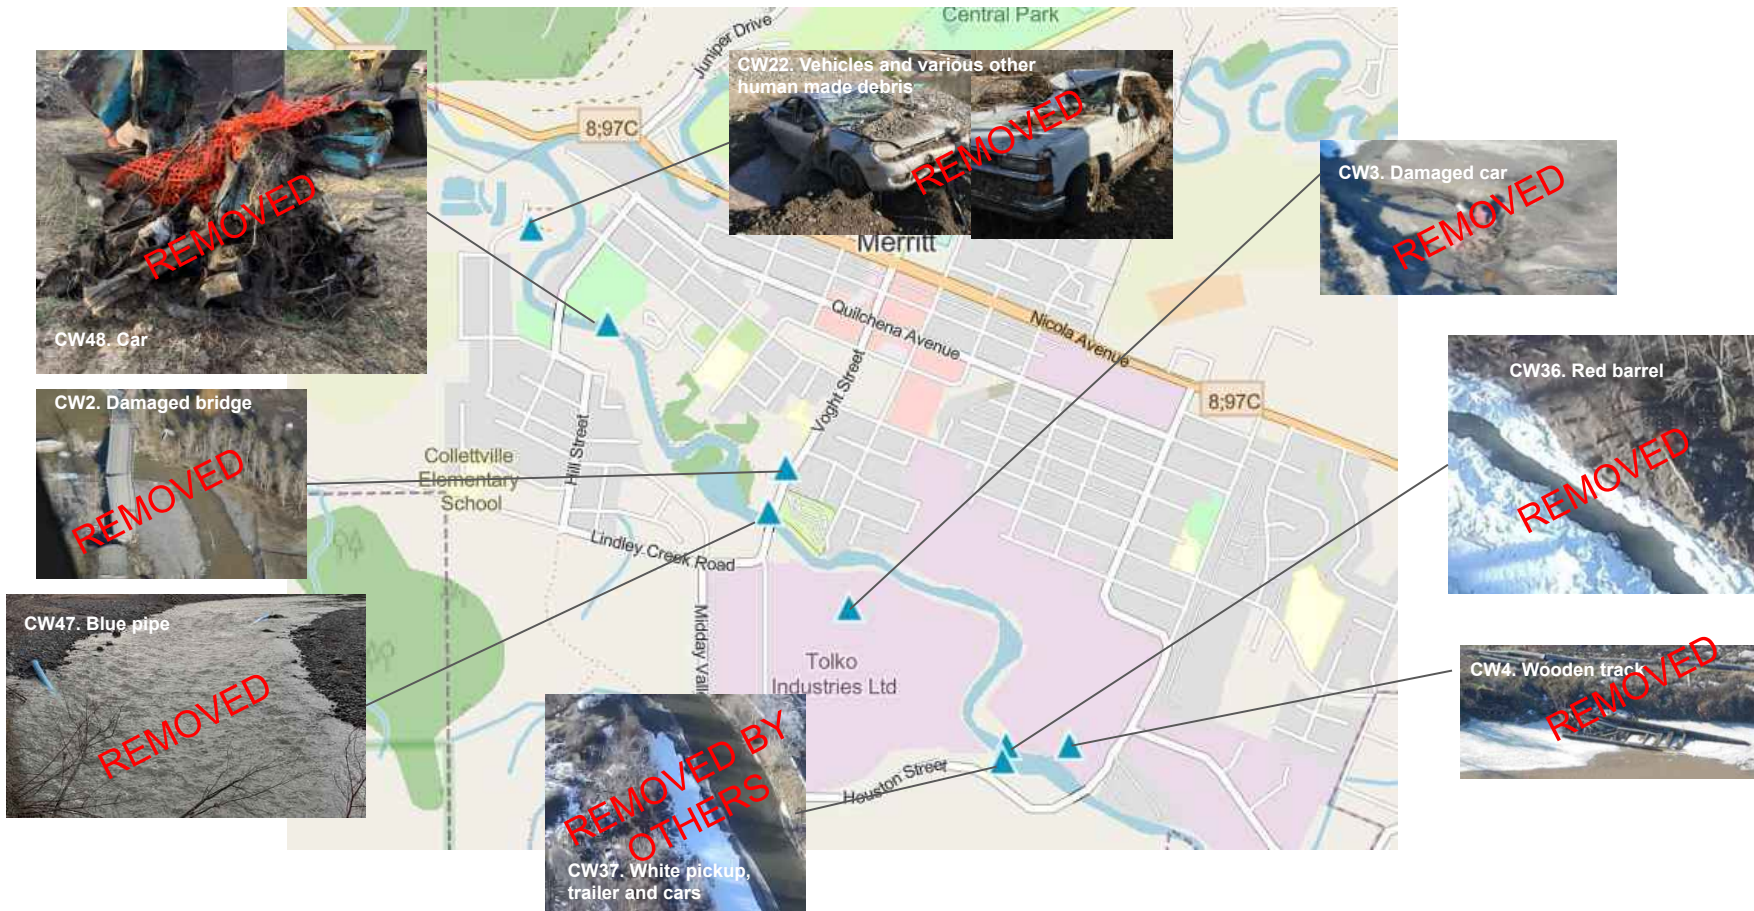 Central Park
Juniper Drive
8;97C
CW22. Vehicles and various other
human made debris
REMOVED
CW3. Damaged car
REMOVED
REMOVED
CW48. Car
Merritt
Quilchena Avenue
Nicola Avenue
Voght Street
8;97C
CW36. Red barrel
REMOVED
CW2. Damaged bridge
REMOVED
Hill Street
Collettville
Elementary
School
Lindley Creek Road
CW47. Blue pipe
REMOVED
Tolko
Industries Ltd
CW4. Wooden track
REMOVED
Houston Street
REMOVED BY
OTHERS
CW37. White pickup,
trailer and cars